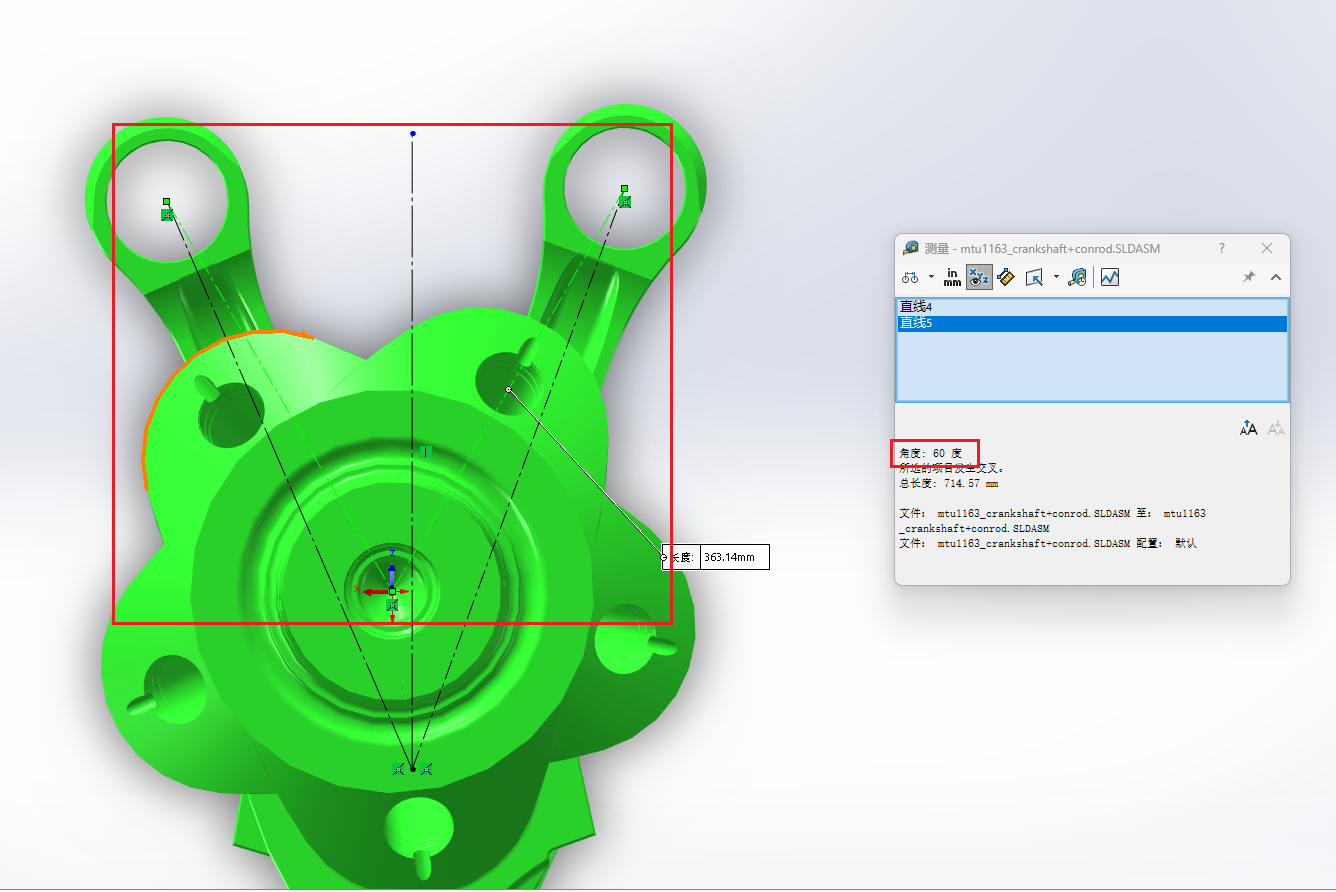 测量 - mtu1163_crankshaft+conrod.SLDASM
?
in
mm
直线4
直线5
角度: 60 度
所选的项目发生交叉。
总长度: 714.57 mm
文件: mtu1163_crankshaft+conrod.SLDASM 至: mtu1163
_crankshaft+conrod.SLDASM
文件: mtu1163_crankshaft+conrod.SLDASM 配置: 默认
长度: 363.14mm
Z
X